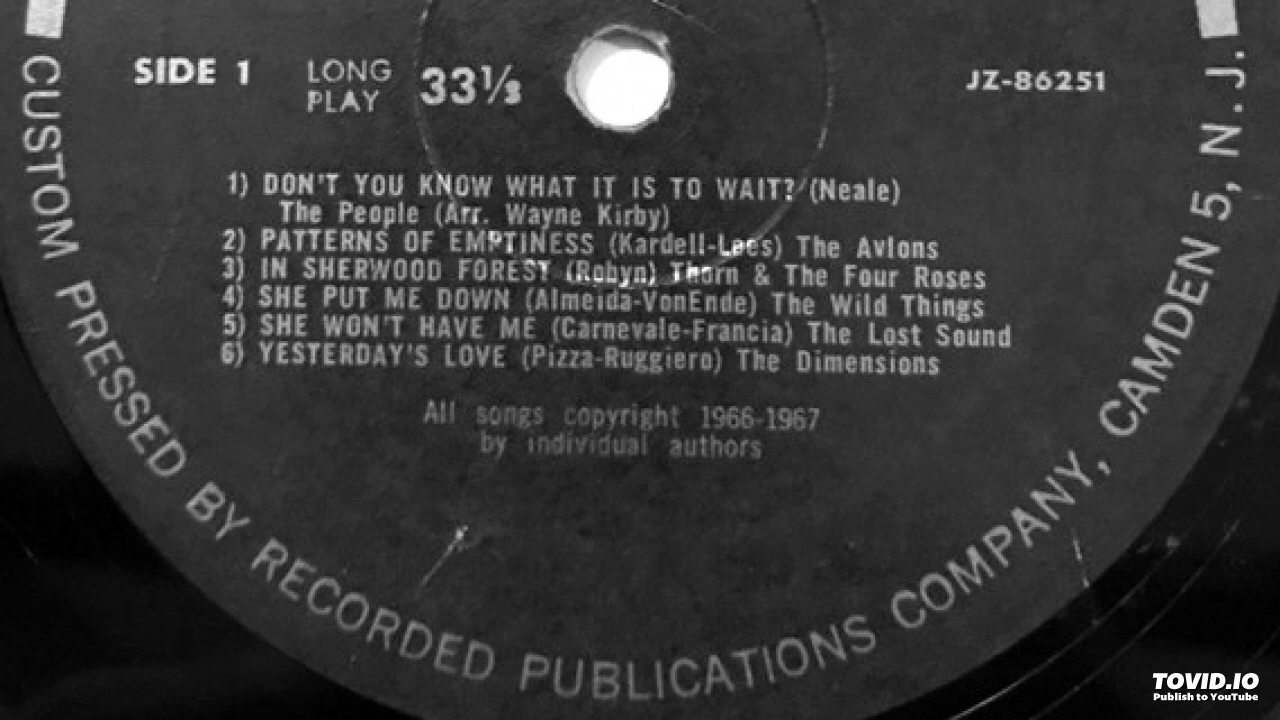 SIDE 1
LONG
PLAY
33⅓
JZ-86251
1) DON'T YOU KNOW WHAT IT IS TO WAIT? (Neale)
The People (Arr. Wayne Kirby)
2) PATTERNS OF EMPTINESS (Kardell-Lees) The Avlons
3) IN SHERWOOD FOREST (Robyn) Thorn & The Four Roses
4) SHE PUT ME DOWN (Almeida-VonEnde) The Wild Things
5) SHE WON'T HAVE ME (Carnevale-Francia) The Lost Sound
6) YESTERDAY'S LOVE (Pizza-Ruggiero) The Dimensions
All songs copyright 1966-1967
by individual authors
CUSTOM PRESSED BY RECORDED PUBLICATIONS COMPANY, CAMDEN 5, N.J.
TOVID.IO
Publish to YouTube